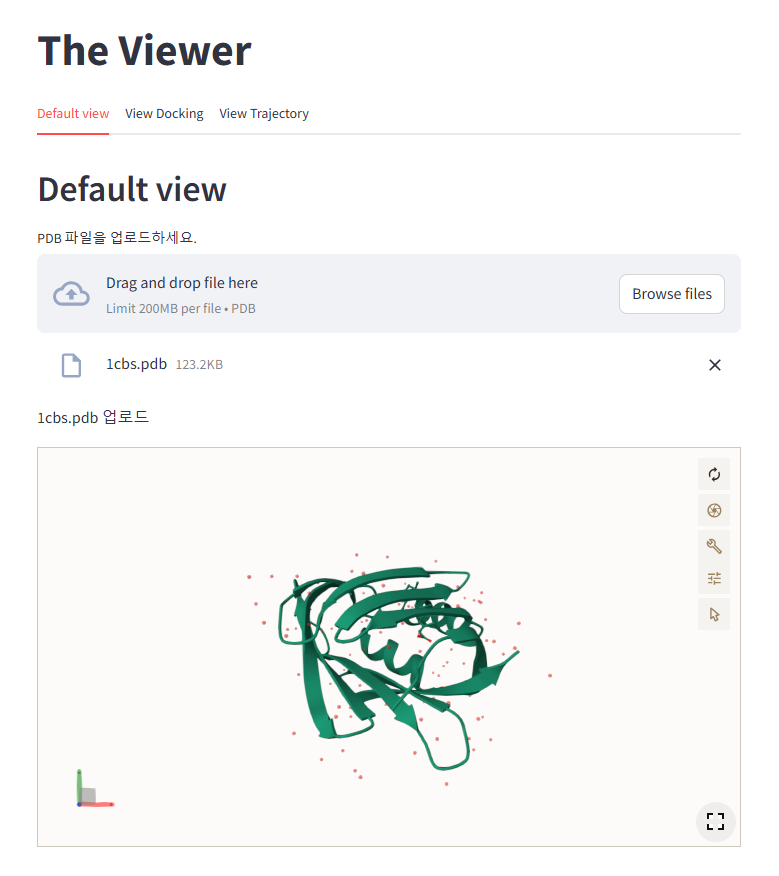 The Viewer
Default view View Docking View Trajectory
Default view
PDB 파일을 업로드하세요.
Drag and drop file here
Limit 200MB per file • PDB
Browse files
1cbs.pdb 123.2KB
1cbs.pdb 업로드